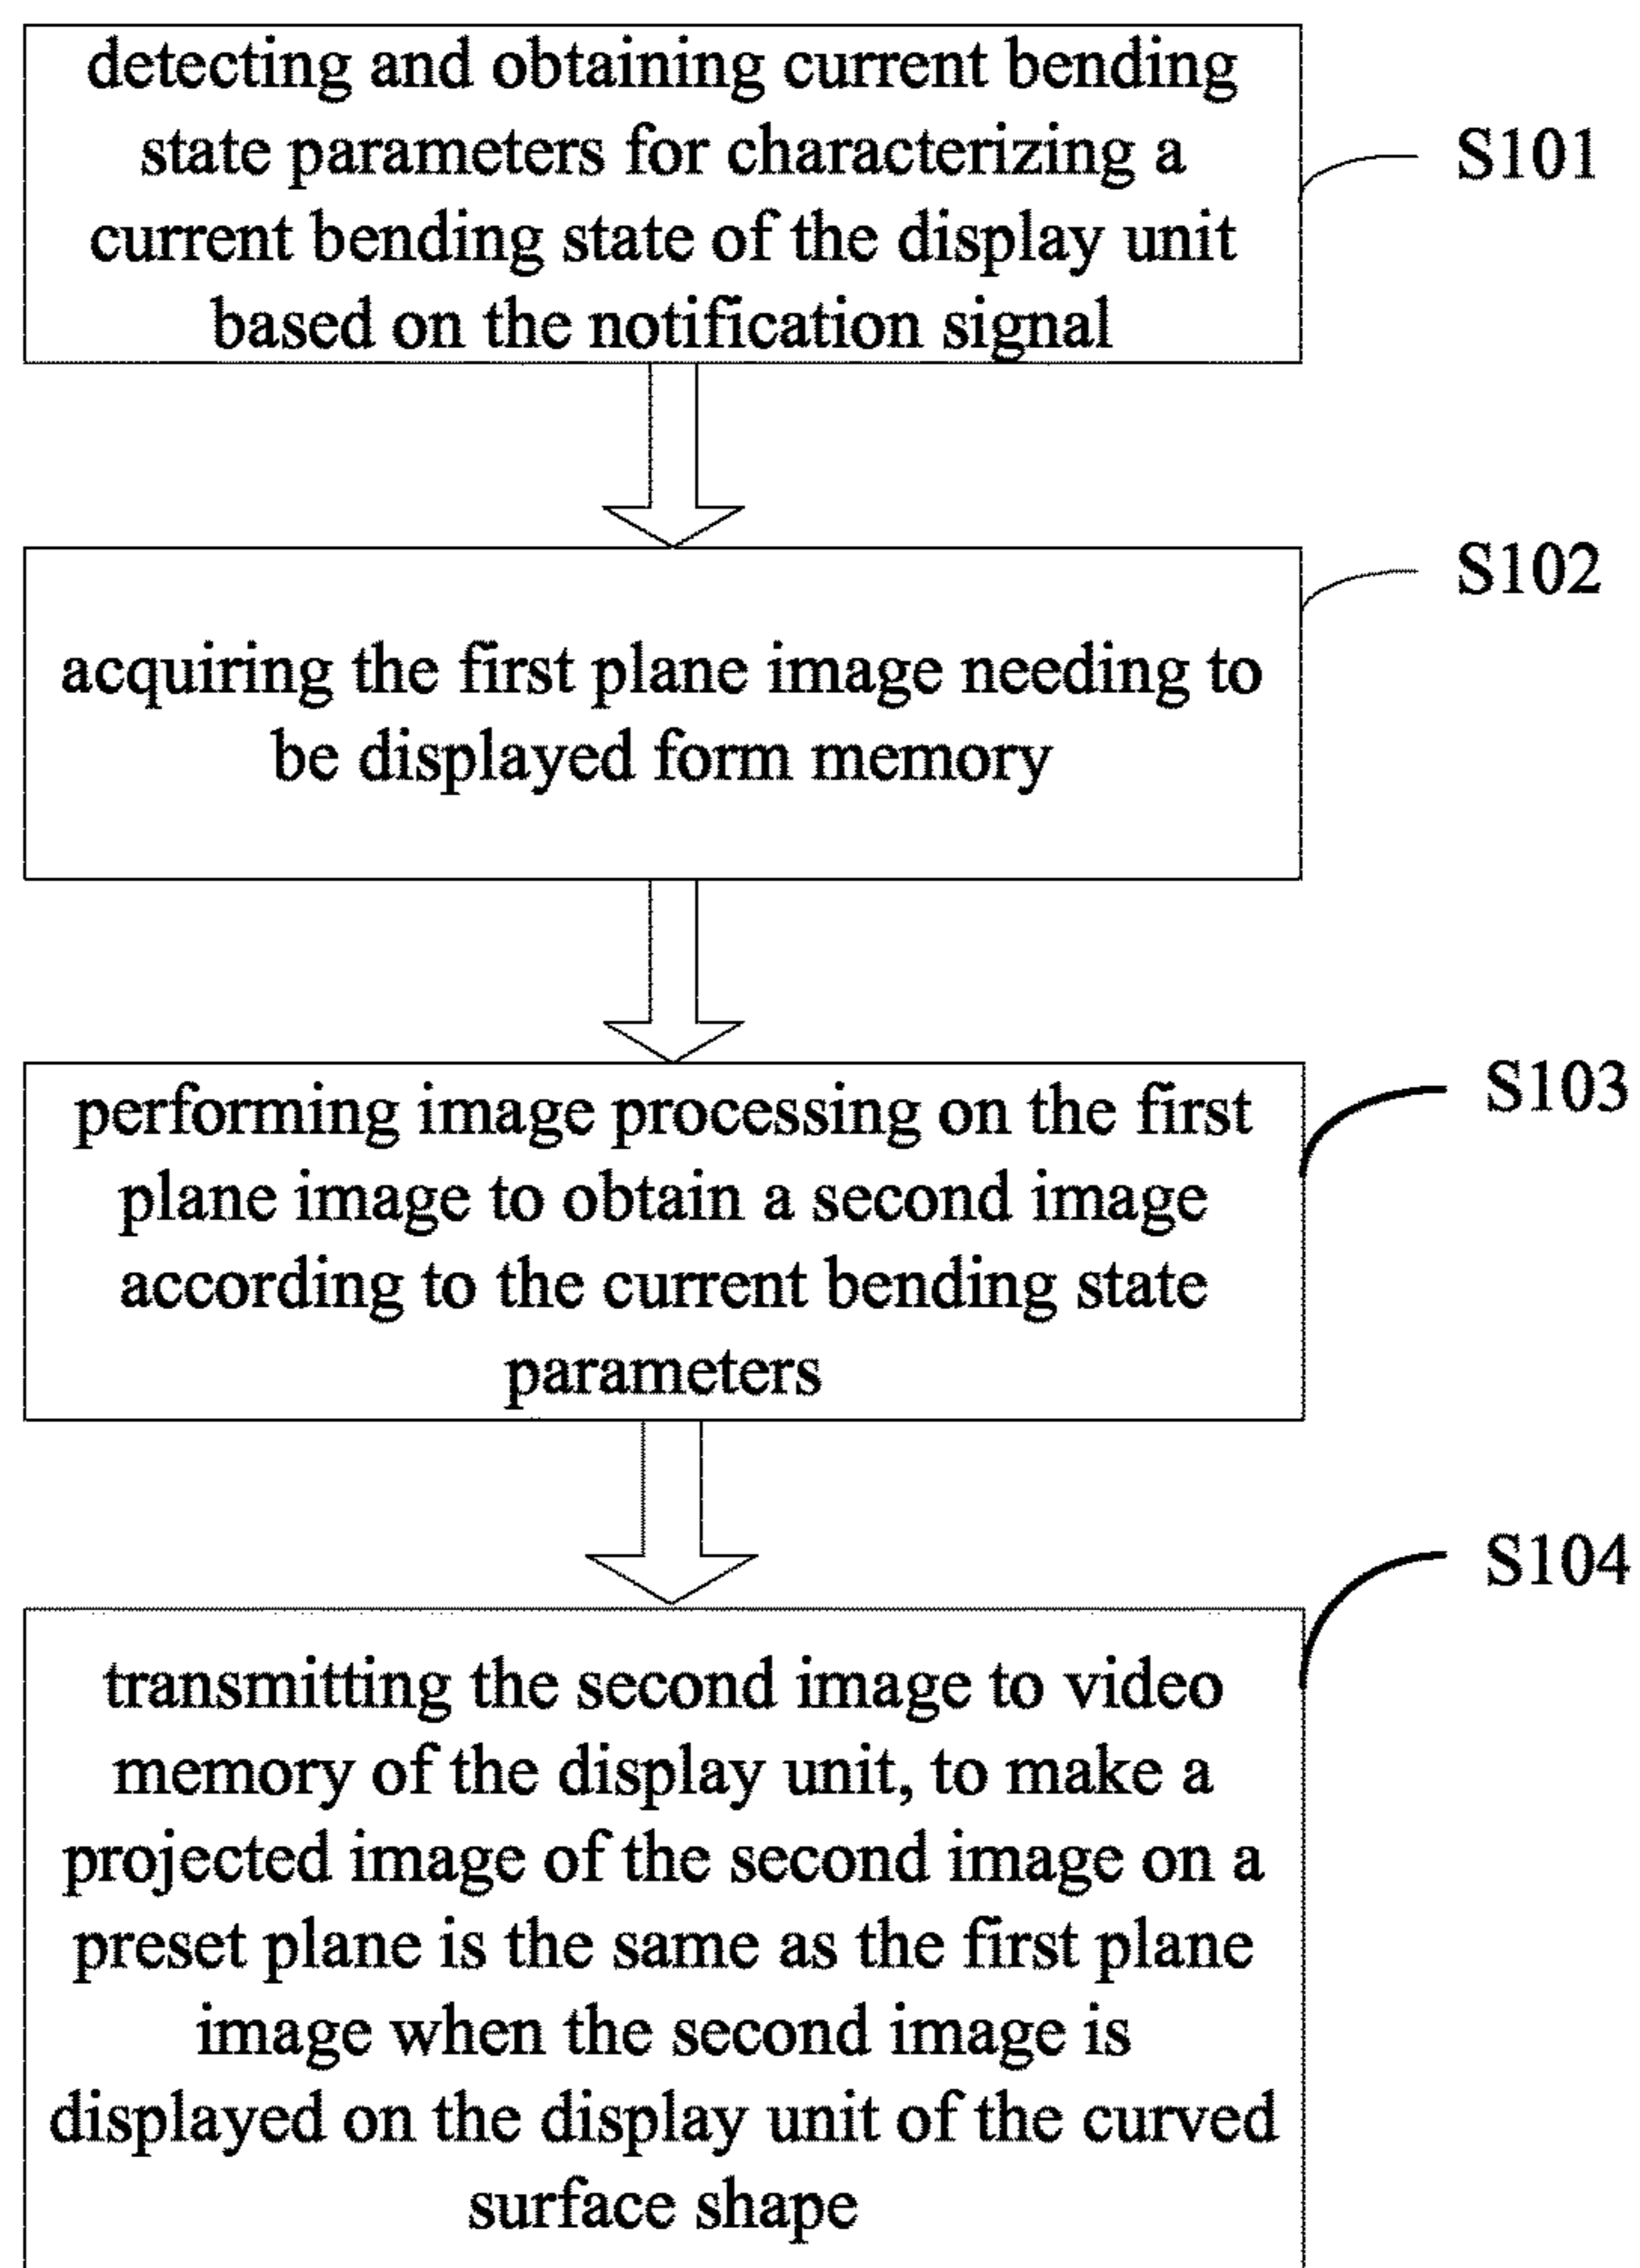 detecting and obtaining current bending
state parameters for characterizing a
current bending state of the display unit
based on the notification signal
S101
acquiring the first plane image needing to
be displayed form memory
S102
performing image processing on the first
plane image to obtain a second image
according to the current bending state
parameters
S103
transmitting the second image to video
memory of the display unit, to make a
projected image of the second image on a
preset plane is the same as the first plane
image when the second image is
displayed on the display unit of the curved
surface shape
S104